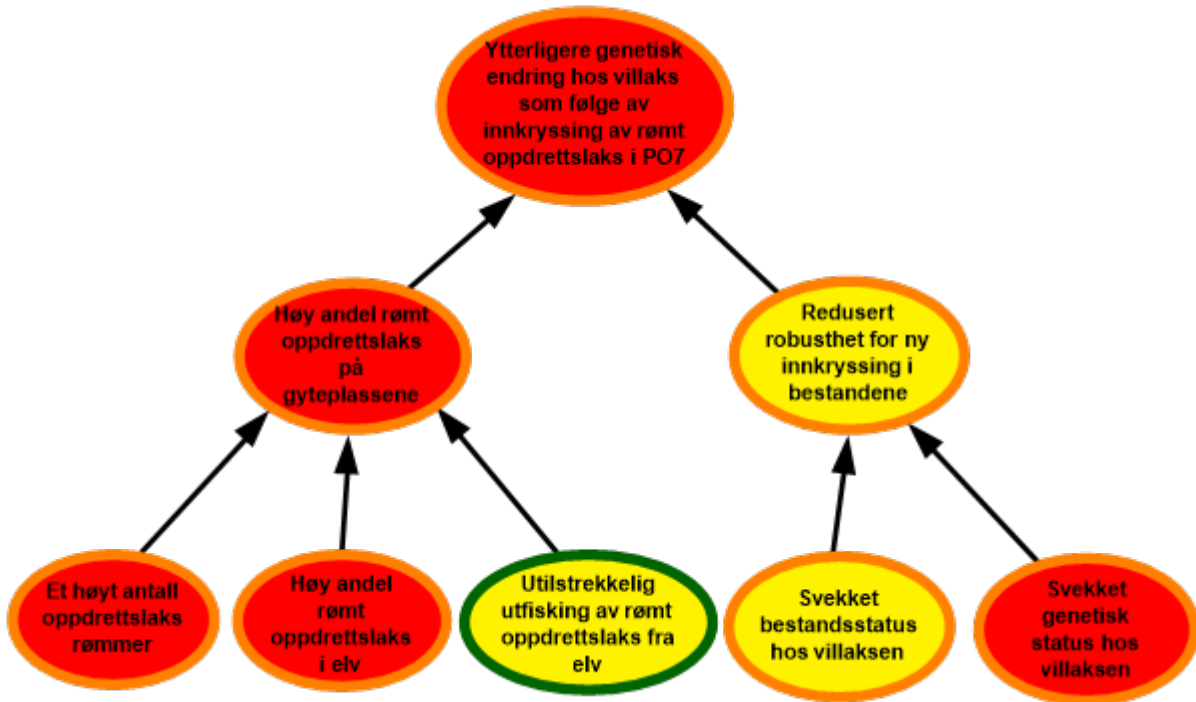 Ytterligere genetisk
endring hos villaks
som følge av
innkryssing av rømt
oppdrettslaks i PO7
Høy andel rømt
oppdrettslaks
på
gyteplassene
Redusert
robusthet for ny
innkryssing i
bestandene
Et høyt antall
oppdrettslaks
rømmer
Høy andel
rømt
oppdrettslaks
i elv
Utilstrekkelig
utfisking av rømt
oppdrettslaks fra
elv
Svekket
bestandsstatus
hos villaksen
Svekket
genetisk
status hos
villaksen